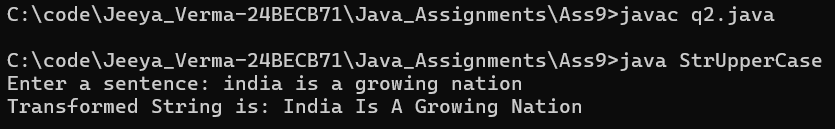 C:\code\Jeeya_Verma-24BECB71\Java_Assignments\Ass9>javac q2.java
C:\code\Jeeya_Verma-24BECB71\Java_Assignments\Ass9>java StrUpperCase
Enter a sentence: india is a growing nation
Transformed String is: India Is A Growing Nation